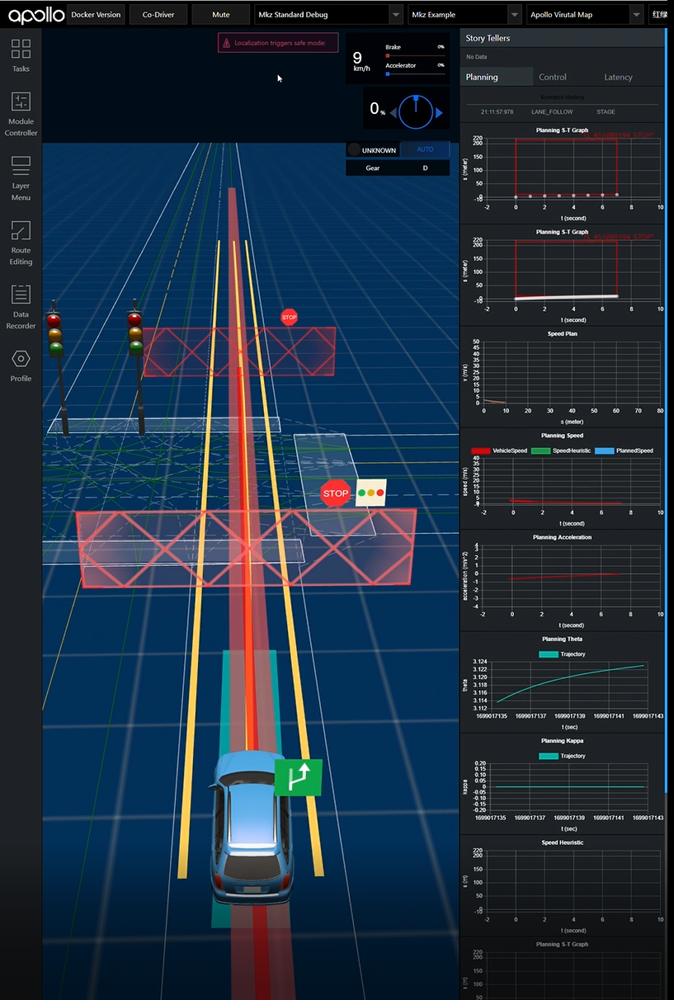 apollo
Docker Version
Co-Driver
Mute
Mkz Standard Debug
Mkz Example
Apollo Virutal Map
红绿
Tasks
Module
Controller
Layer
Menu
Route
Editing
Data
Recorder
Profile
Localization triggers safe mode:
9
km/h
Brake 0%
Accelerator 0%
0 %
UNKNOWN AUTO
Gear D
STOP
STOP
Story Tellers
No Data
Planning Control Latency
Scenario History
21:11:57:978 LANE_FOLLOW STAGE
Planning S-T Graph
220
200
150
100
50
-10
s (meter)
-2 0 2 4 6 8 10
t (second)
Planning S-T Graph
220
200
150
100
50
-10
s (meter)
-2 0 2 4 6 8 10
t (second)
Speed Plan
50
45
40
35
30
25
20
15
10
5
0
v (m/s)
0 10 20 30 40 50 60 70 80
s (meter)
Planning Speed
VehicleSpeed SpeedHeuristic PlannedSpeed
40
35
30
25
20
15
10
5
speed (m/s)
-2 0 2 4 6 8 10
t (second)
Planning Acceleration
4
3
2
1
0
-1
-2
-3
-4
acceleration (m/s^2)
-2 0 2 4 6 8 10
t (second)
Planning Theta
Trajectory
3.124
3.122
3.120
3.118
3.116
3.114
3.112
theta
1699017135 1699017137 1699017139 1699017141 1699017143
t (sec)
Planning Kappa
Trajectory
0.20
0.15
0.10
0.05
0
-0.05
-0.10
-0.15
-0.20
kappa
1699017135 1699017137 1699017139 1699017141 1699017143
t (sec)
Speed Heuristic
220
200
150
100
50
-10
s (m)
-2 0 2 4 6 8 10
t (second)
Planning S-T Graph
220
200
150
100
50
s (m)